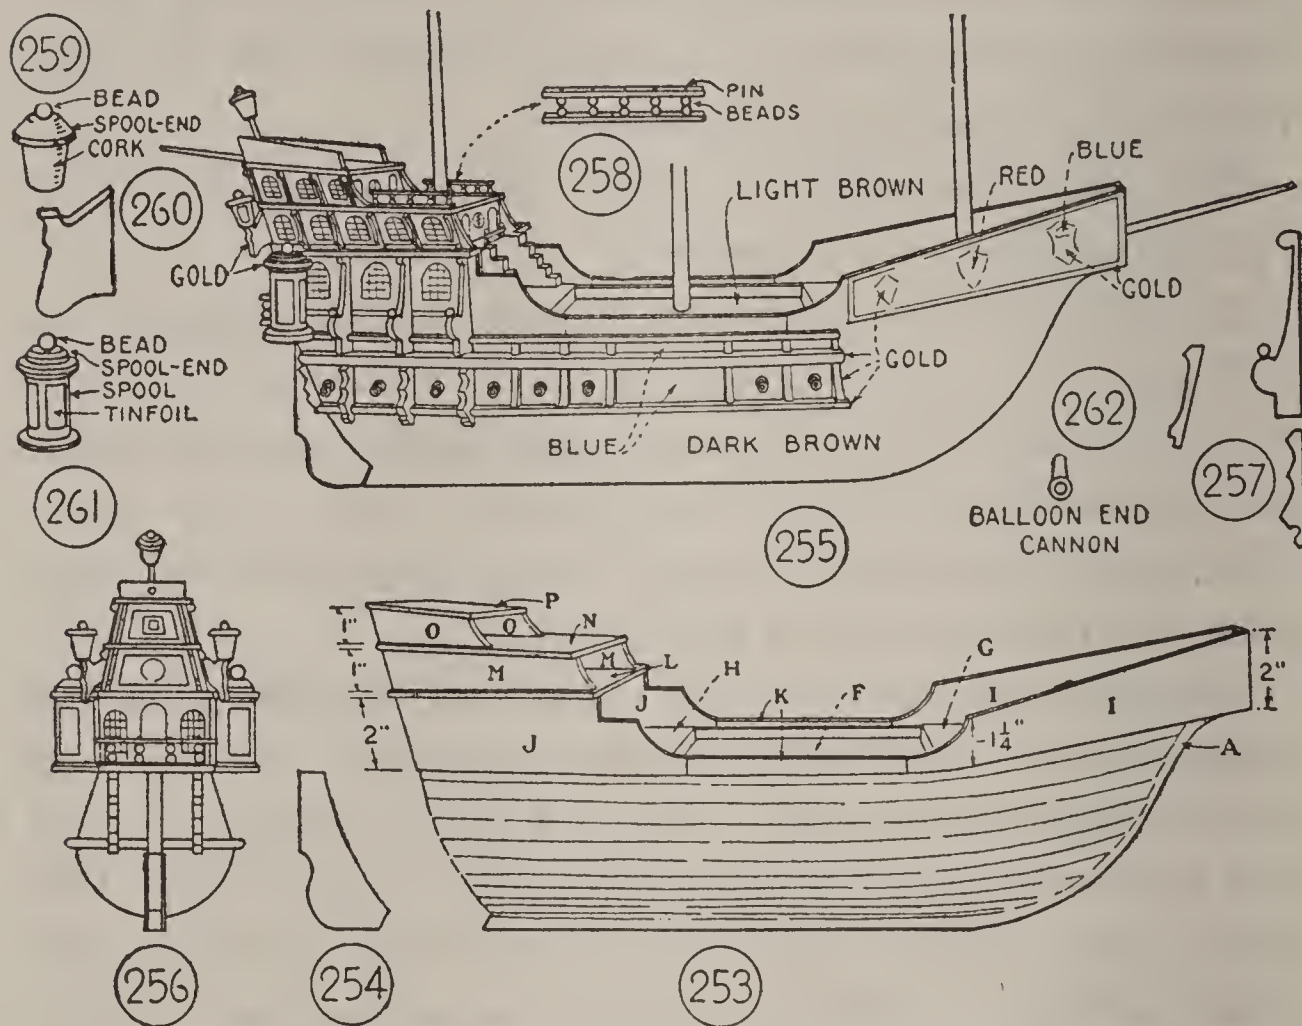 259
BEAD
SPOOL-END
CORK
PIN
BEADS
258
BLUE
RED
LIGHT BROWN
260
GOLD
GOLD
BEAD
SPOOL-END
SPOOL
TINFOIL
GOLD
262
BLUE
DARK BROWN
257
261
BALLOON END
CANNON
255
P
1"
O
O
N
1"
M
M
L
H
G
K
F
J
I
I
2"
2"
J
1 1/4"
A
256
254
253